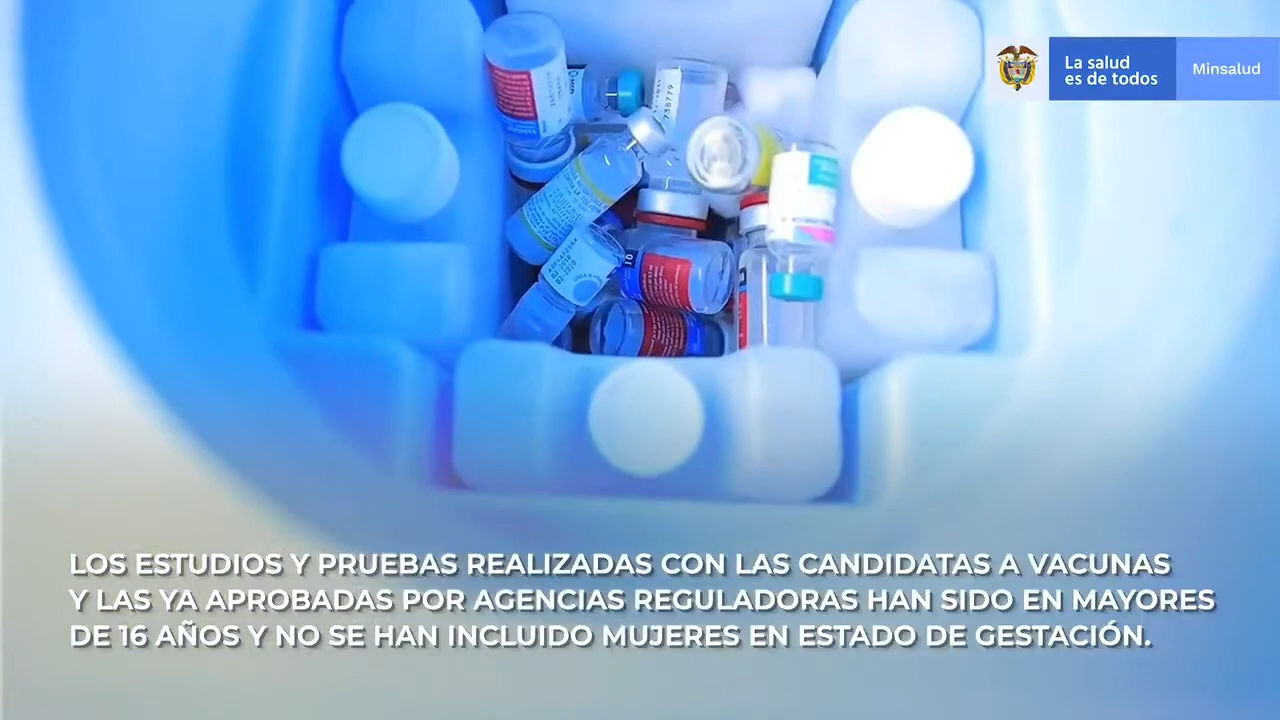 La salud
es de todos
Minsalud
738779
LOS ESTUDIOS Y PRUEBAS REALIZADAS CON LAS CANDIDATAS A VACUNAS
Y LAS YA APROBADAS POR AGENCIAS REGULADORAS HAN SIDO EN MAYORES
DE 16 AÑOS Y NO SE HAN INCLUIDO MUJERES EN ESTADO DE GESTACIÓN.